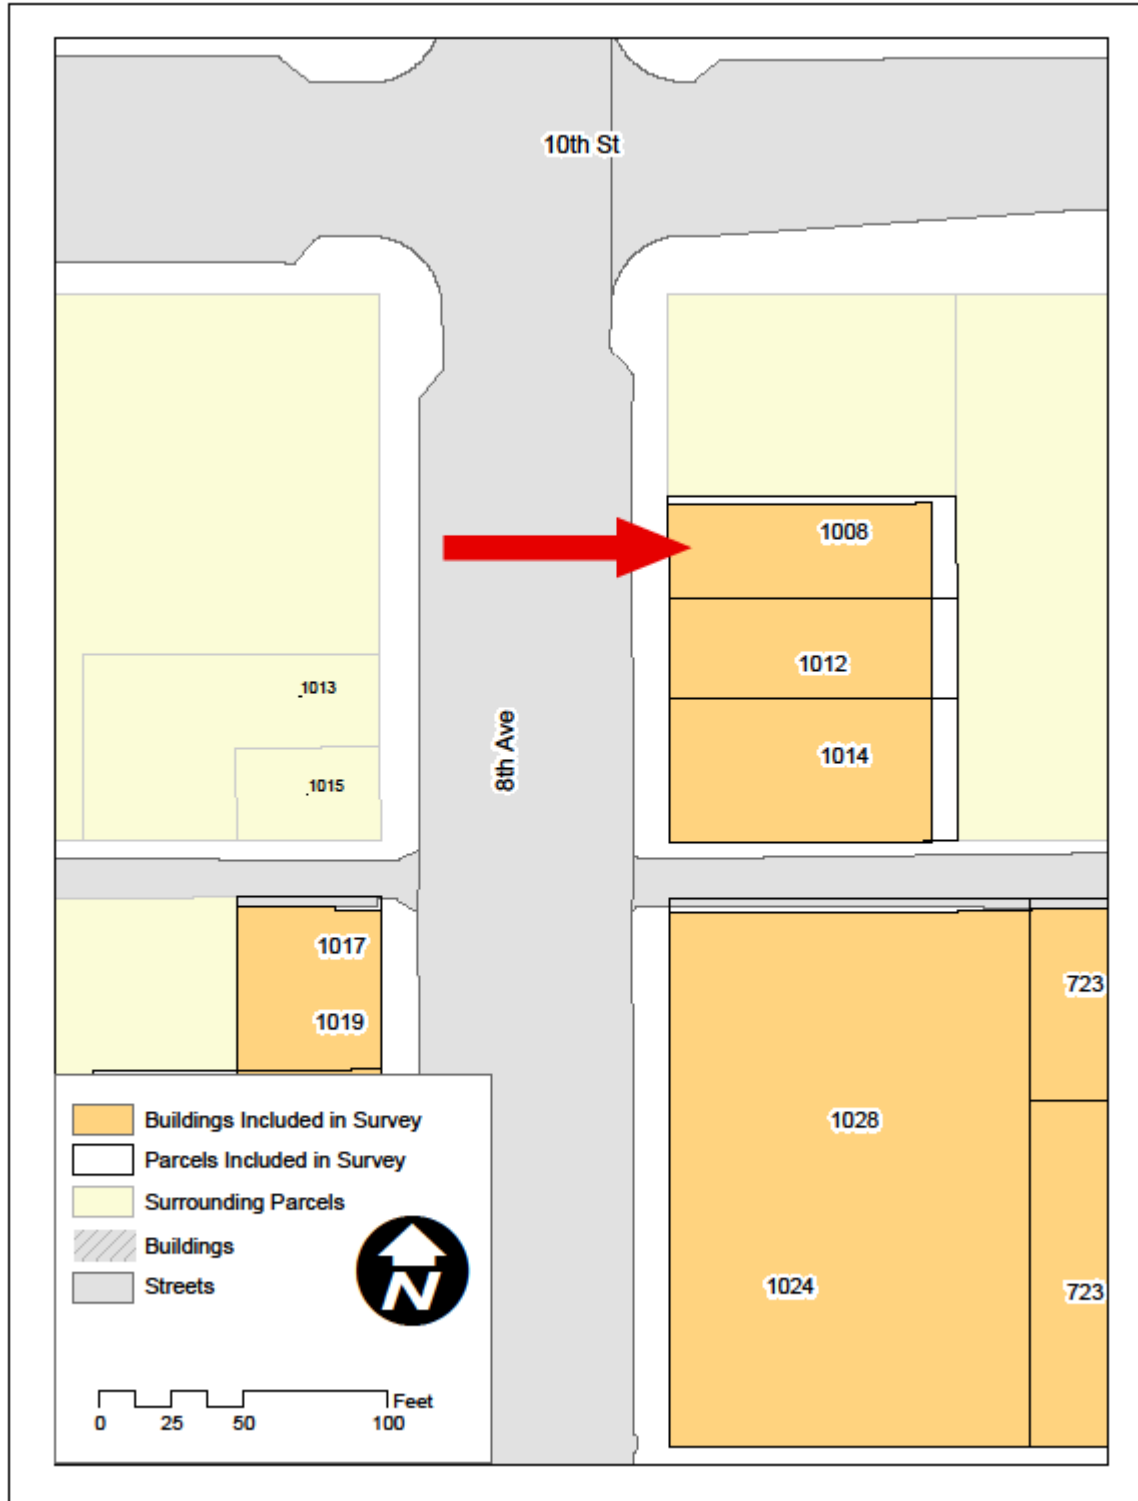 10th St
1008
1012
1013
8th Ave
1014
1015
1017
723
1019
Buildings Included in Survey
1028
Parcels Included in Survey
Surrounding Parcels
Buildings
N
Streets
1024
723
Feet
0 25 50 100